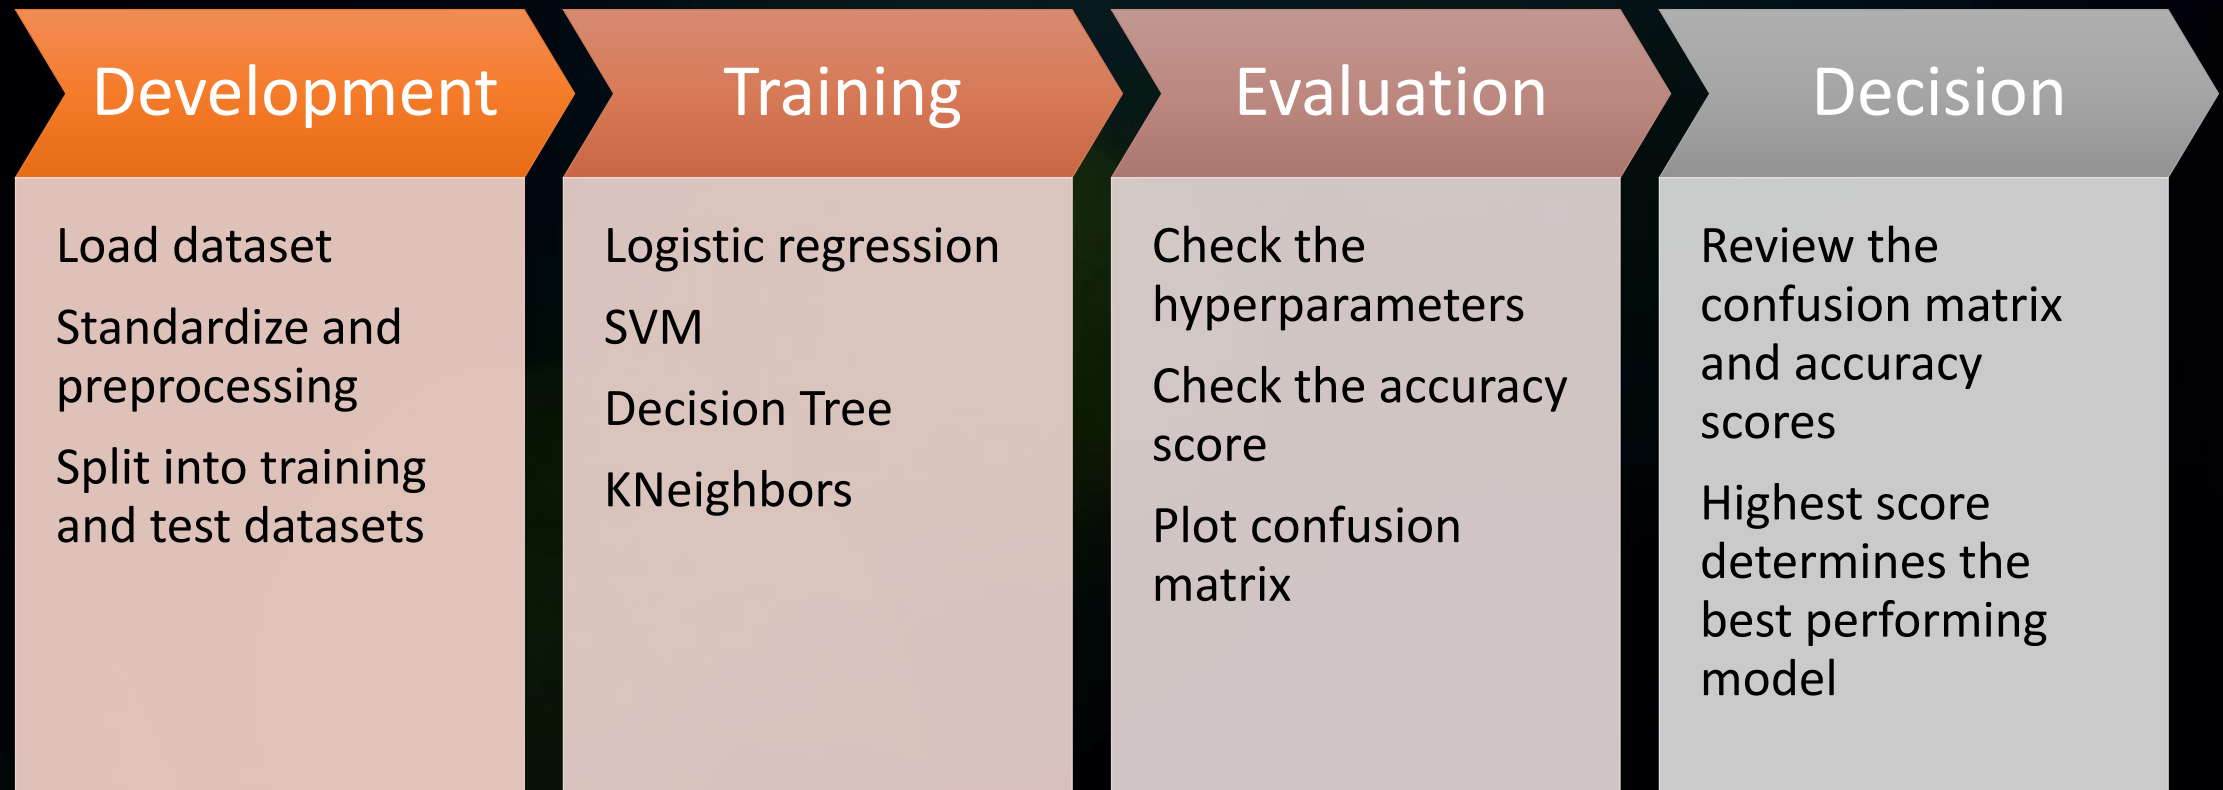 Development
Load dataset
Standardize and
preprocessing
Split into training
and test datasets
Training
Logistic regression
SVM
Decision Tree
KNeighbors
Evaluation
Check the
hyperparameters
Check the accuracy
score
Plot confusion
matrix
Decision
Review the
confusion matrix
and accuracy
scores
Highest score
determines the
best performing
model